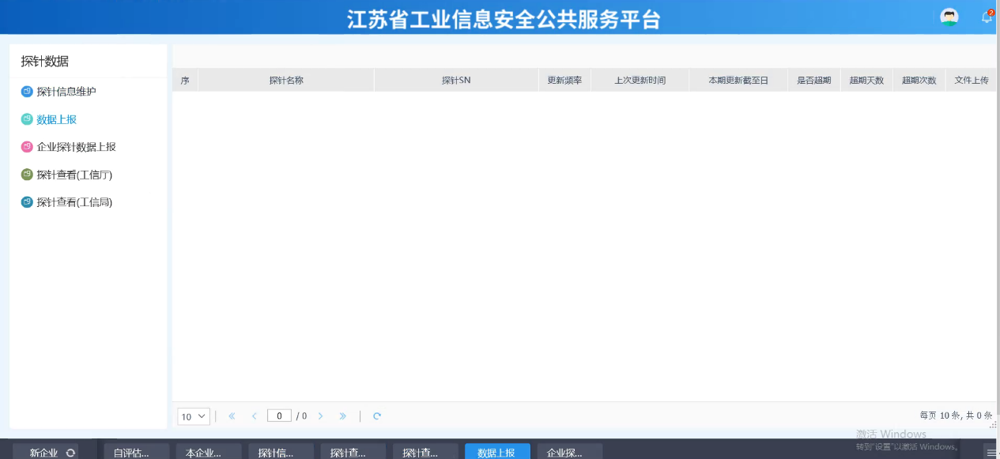 江苏省工业信息安全公共服务平台
2
探针数据
探针信息维护
数据上报
企业探针数据上报
探针查看(工信厅)
探针查看(工信局)
序 探针名称 探针SN 更新频率 上次更新时间 本期更新截至日 是否超期 超期天数 超期次数 文件上传
10 0 / 0 每页 10 条, 共 0 条
激活 Windows
转到"设置"以激活 Windows。
新企业 自评估... 本企业... 探针信... 探针查... 探针查... 数据上报 企业探...